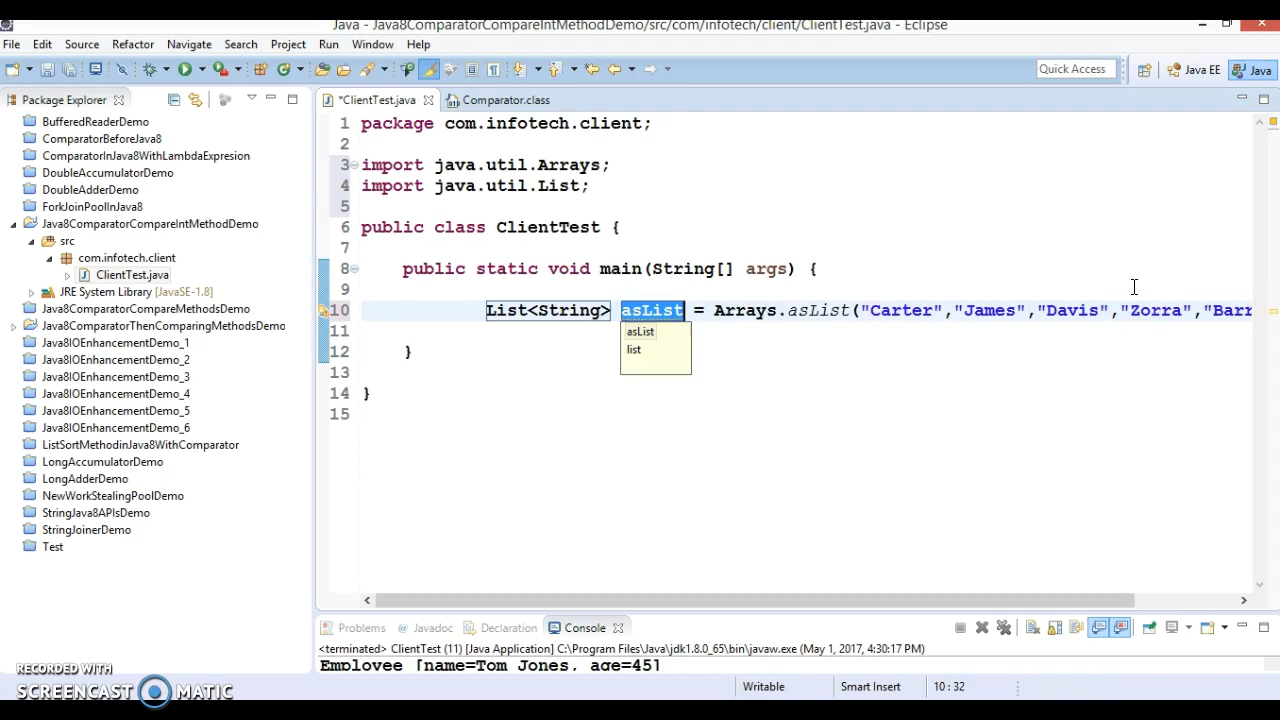 Java - Java8ComparatorCompareIntMethodDemo/src/com/infotech/client/ClientTest.java - Eclipse
File Edit Source Refactor Navigate Search Project Run Window Help
Quick Access Java EE Java
Package Explorer
BufferedReaderDemo
ComparatorBeforeJava8
ComparatorInJava8WithLambdaExpresion
DoubleAccumulatorDemo
DoubleAdderDemo
ForkJoinPoolInJava8
Java8ComparatorCompareIntMethodDemo
src
com.infotech.client
ClientTest.java
JRE System Library [JavaSE-1.8]
Java8ComparatorCompareMethodsDemo
Java8ComparatorThenComparingMethodsDemo
Java8IOEnhancementDemo_1
Java8IOEnhancementDemo_2
Java8IOEnhancementDemo_3
Java8IOEnhancementDemo_4
Java8IOEnhancementDemo_5
Java8IOEnhancementDemo_6
ListSortMethodinJava8WithComparator
LongAccumulatorDemo
LongAdderDemo
NewWorkStealingPoolDemo
StringJava8APIsDemo
StringJoinerDemo
Test
*ClientTest.java Comparator.class
1 package com.infotech.client;
2
3 import java.util.Arrays;
4 import java.util.List;
5
6 public class ClientTest {
7
8 public static void main(String[] args) {
9
10 List<String> asList = Arrays.asList("Carter","James","Davis","Zorra","Barr
11
12 }
13
14 }
15
asList
list
Problems Javadoc Declaration Console
<terminated> ClientTest (11) [Java Application] C:\Program Files\Java\jdk1.8.0_65\bin\javaw.exe (May 1, 2017, 4:30:17 PM)
Employee [name=Tom Jones, age=45]
Writable Smart Insert 10 : 32
RECORDED WITH
SCREENCAST MATIC